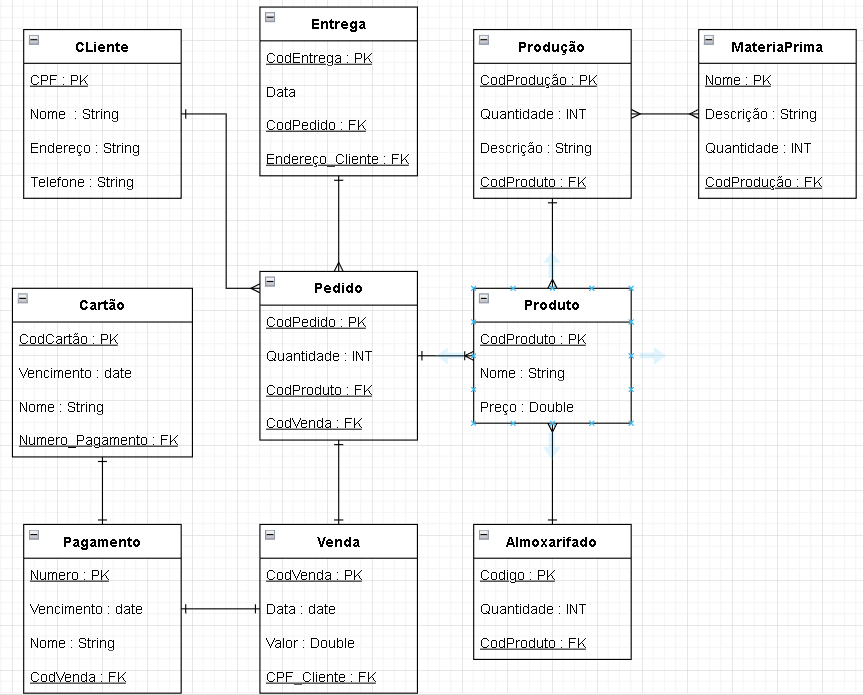 CLiente
CPF : PK
Nome : String
Endereço : String
Telefone : String
Entrega
CodEntrega : PK
Data
CodPedido : FK
Endereço_Cliente : FK
Produção
CodProdução : PK
Quantidade : INT
Descrição : String
CodProduto : FK
MateriaPrima
Nome : PK
Descrição : String
Quantidade : INT
CodProdução : FK
Cartão
CodCartão : PK
Vencimento : date
Nome : String
Numero_Pagamento : FK
Pedido
CodPedido : PK
Quantidade : INT
CodProduto : FK
CodVenda : FK
Produto
CodProduto : PK
Nome : String
Preço : Double
Pagamento
Numero : PK
Vencimento : date
Nome : String
CodVenda : FK
Venda
CodVenda : PK
Data : date
Valor : Double
CPF_Cliente : FK
Almoxarifado
Codigo : PK
Quantidade : INT
CodProduto : FK